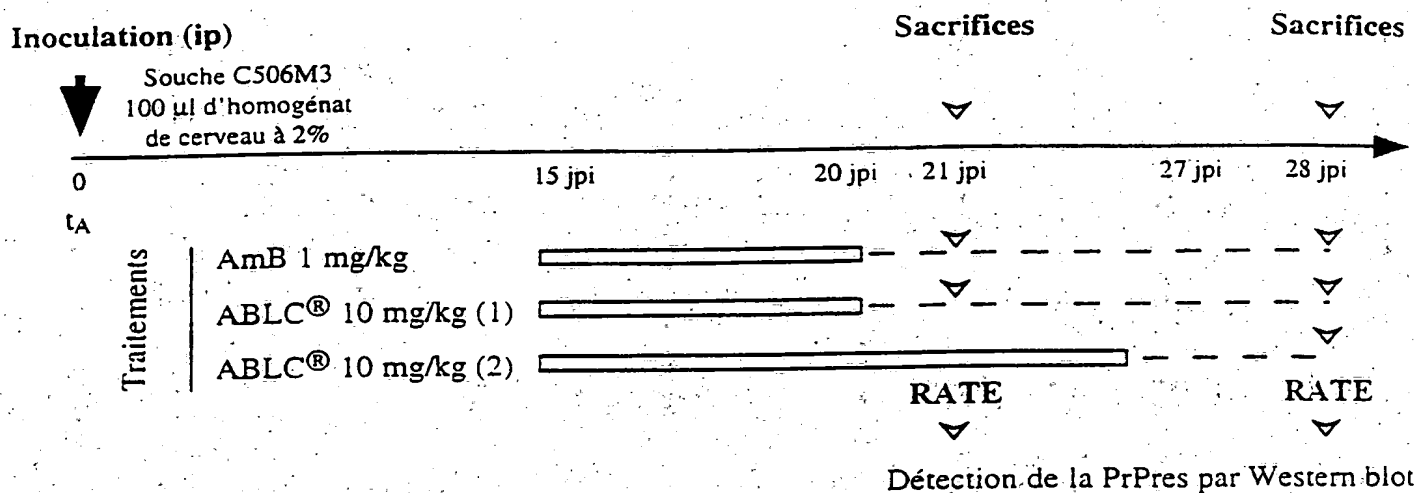 Inoculation (ip)
Sacrifices
Sacrifices
Souche C506M3
100 µl d'homogénat
de cerveau à 2%
0
15 jpi
20 jpi
21 jpi
27 jpi
28 jpi
tA
Traitements
AmB 1 mg/kg
ABLC® 10 mg/kg (1)
ABLC® 10 mg/kg (2)
RATE
RATE
Détection de la PrPres par Western blot